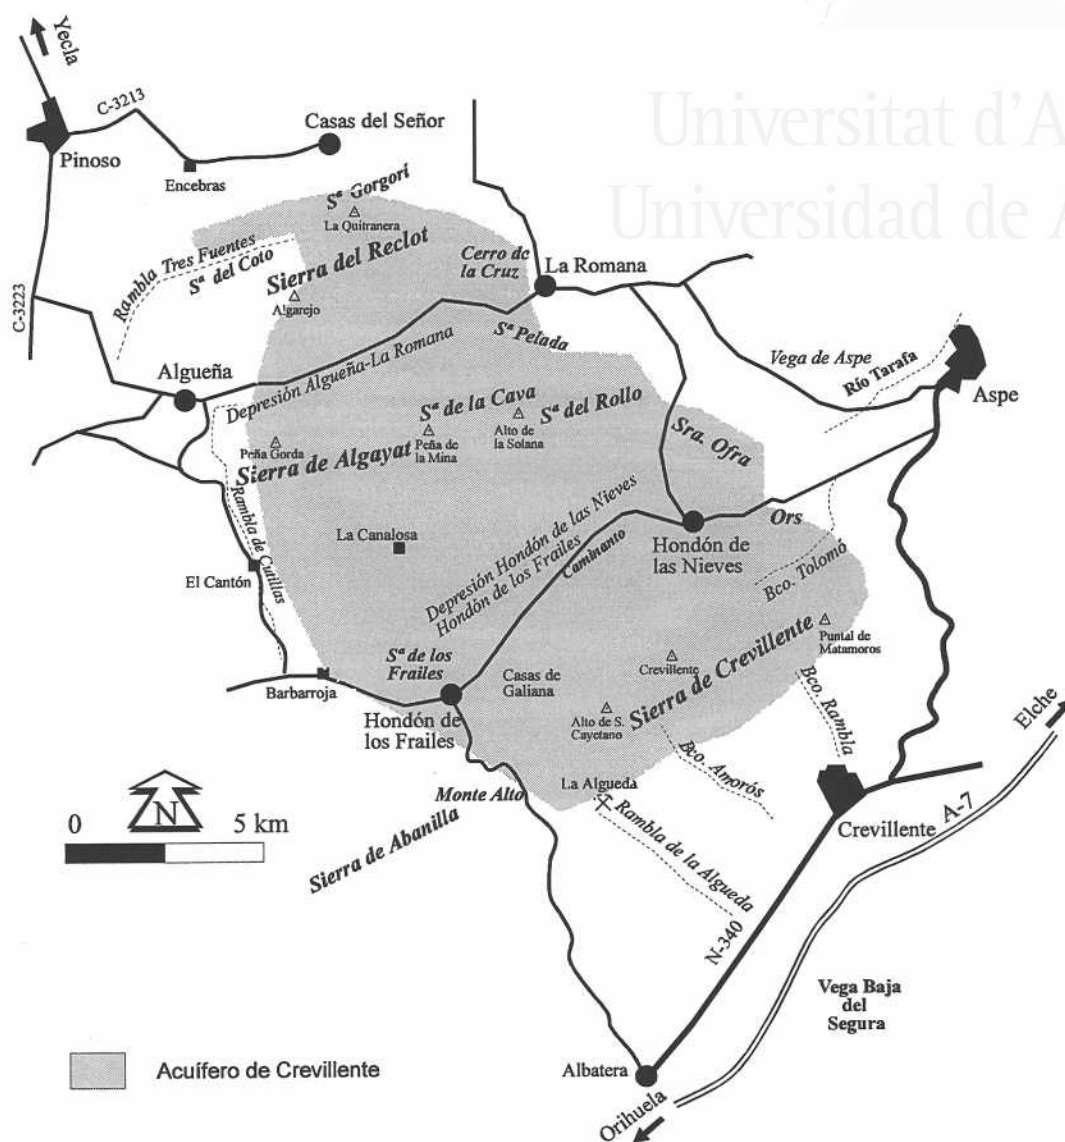 Yecla
Universitat d'A
Universidad de A
C-3213
Casas del Señor
Pinoso
Encebras
Sª Gorgorí
La Quitranera
Rambla Tres Fuentes
Sª del Coto
Sierra del Reclot
Cerro de
la Cruz
La Romana
C-3223
Algarejo
Sª Pelada
Algueña
Depresión Algueña-La Romana
Vega de Aspe
Río Tarafa
Aspe
Sª de la Cava
Sª del Rollo
Alto de
la Solana
Peña Gorda
Peña de
la Mina
Sierra de Algayat
Sra. Ofra
Rambla de Cutillas
La Canalosa
Depresión Hondón de las Nieves
Hondón de los Frailes
Caminanto
Ors
Hondón de
las Nieves
Bco. Tolomó
El Cantón
Sª de los
Frailes
Barbarroja
Casas de
Galiana
Crevillente
Puntal de
Matamoros
Sierra de Crevillente
Hondón de
los Frailes
Alto de S.
Cayetano
Bco. Rambla
Elche
Bco. Amorós
La Algueda
Monte Alto
N
0 5 km
Rambla de la Algueda
Crevillente
A-7
Sierra de Abanilla
N-340
Vega Baja
del
Segura
Acuífero de Crevillente
Albatera
Orihuela